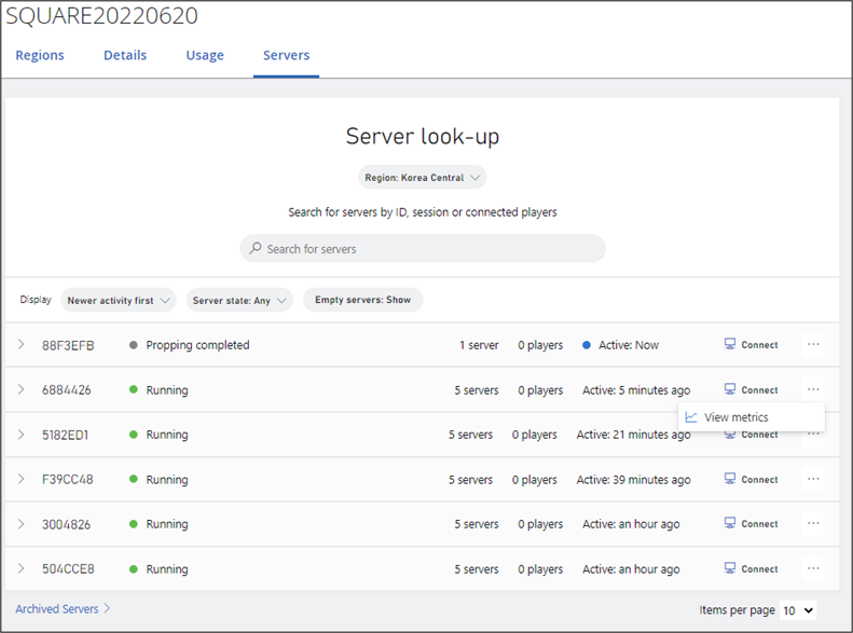 SQUARE20220620
Regions Details Usage Servers
Server look-up
Region: Korea Central
Search for servers by ID, session or connected players
Search for servers
Display Newer activity first Server state: Any Empty servers: Show
88F3EFB Propping completed 1 server 0 players Active: Now Connect ...
6884426 Running 5 servers 0 players Active: 5 minutes ago Connect ...
View metrics
5182ED1 Running 5 servers 0 players Active: 21 minutes ago Connect ...
F39CC48 Running 5 servers 0 players Active: 39 minutes ago Connect ...
3004826 Running 5 servers 0 players Active: an hour ago Connect ...
504CCE8 Running 5 servers 0 players Active: an hour ago Connect ...
Archived Servers Items per page 10